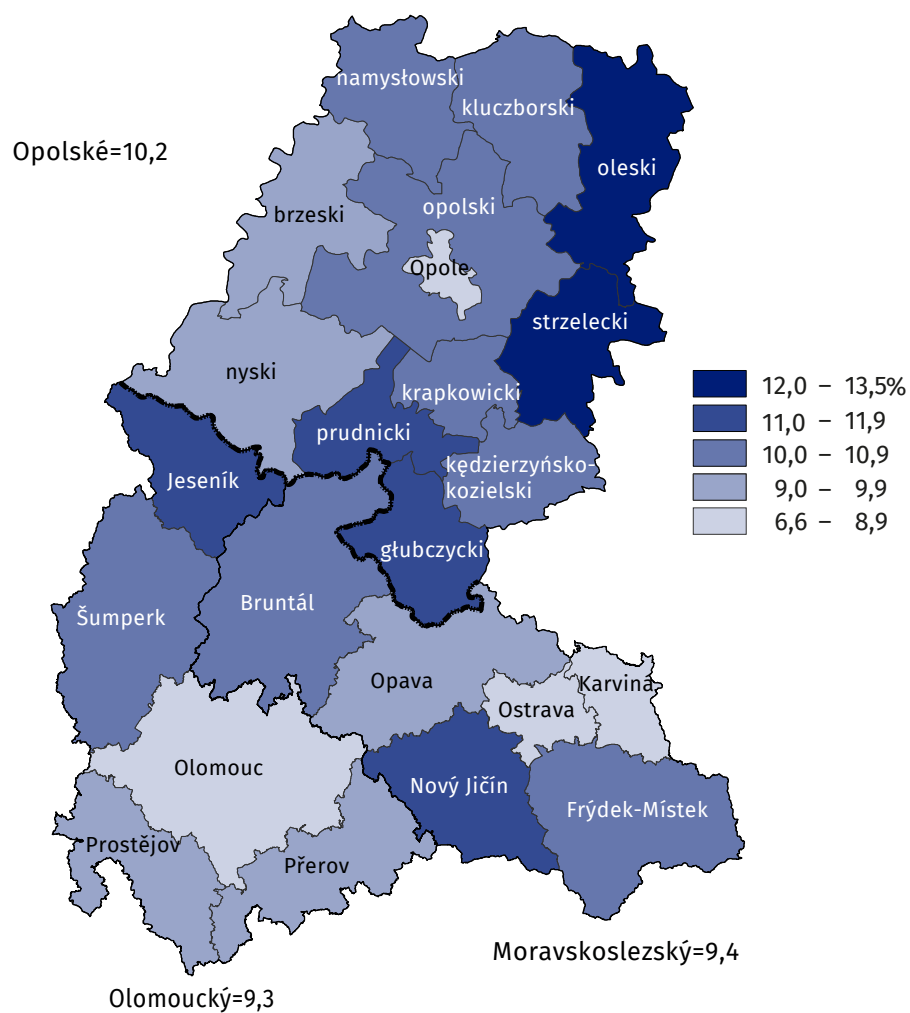 namysłowski
kluczborski
Opolské=10,2
oleski
brzeski
opolski
Opole
strzelecki
nyski
krapkowicki
12,0 – 13,5%
11,0 – 11,9
10,0 – 10,9
9,0 – 9,9
6,6 – 8,9
prudnicki
kędzierzyńsko-
kozielski
Jeseník
głubczycki
Bruntál
Šumperk
Opava
Karviná
Ostrava
Olomouc
Nový Jičín
Frýdek-Místek
Prostějov
Přerov
Moravskoslezský=9,4
Olomoucký=9,3